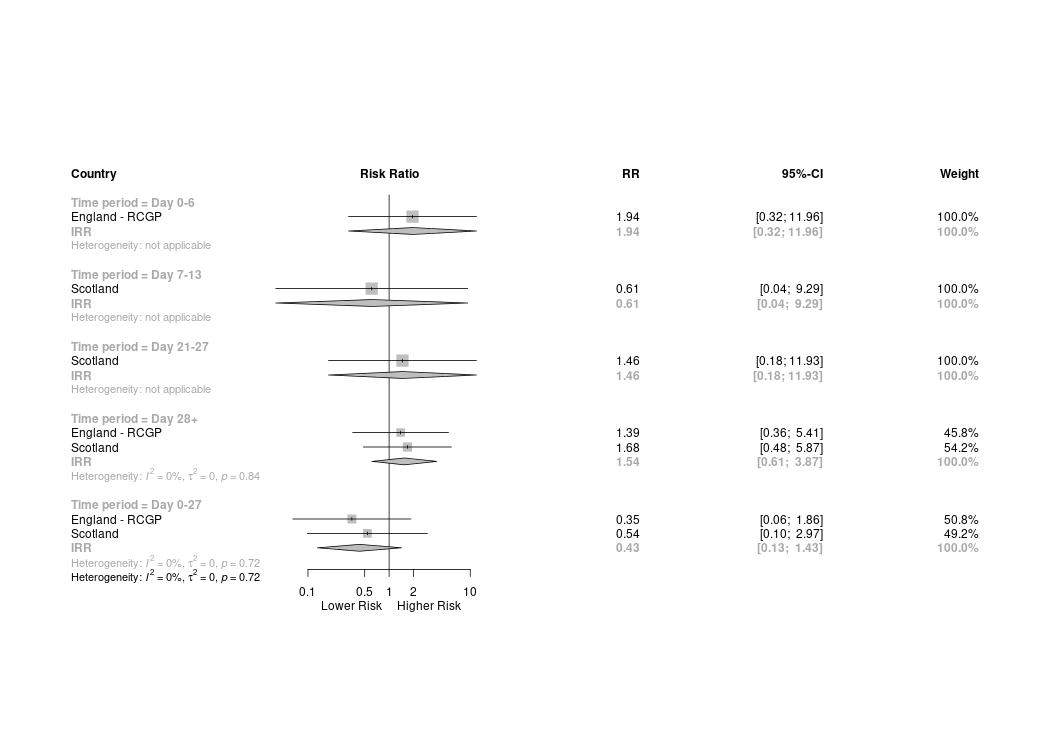 Country Risk Ratio RR 95%-CI Weight
Time period = Day 0-6
England - RCGP 1.94 [0.32; 11.96] 100.0%
IRR 1.94 [0.32; 11.96] 100.0%
Heterogeneity: not applicable
Time period = Day 7-13
Scotland 0.61 [0.04; 9.29] 100.0%
IRR 0.61 [0.04; 9.29] 100.0%
Heterogeneity: not applicable
Time period = Day 21-27
Scotland 1.46 [0.18; 11.93] 100.0%
IRR 1.46 [0.18; 11.93] 100.0%
Heterogeneity: not applicable
Time period = Day 28+
England - RCGP 1.39 [0.36; 5.41] 45.8%
Scotland 1.68 [0.48; 5.87] 54.2%
IRR 1.54 [0.61; 3.87] 100.0%
Heterogeneity: I² = 0%, τ² = 0, p = 0.84
Time period = Day 0-27
England - RCGP 0.35 [0.06; 1.86] 50.8%
Scotland 0.54 [0.10; 2.97] 49.2%
IRR 0.43 [0.13; 1.43] 100.0%
Heterogeneity: I² = 0%, τ² = 0, p = 0.72
Heterogeneity: I² = 0%, τ² = 0, p = 0.72
0.1 0.5 1 2 10
Lower Risk Higher Risk